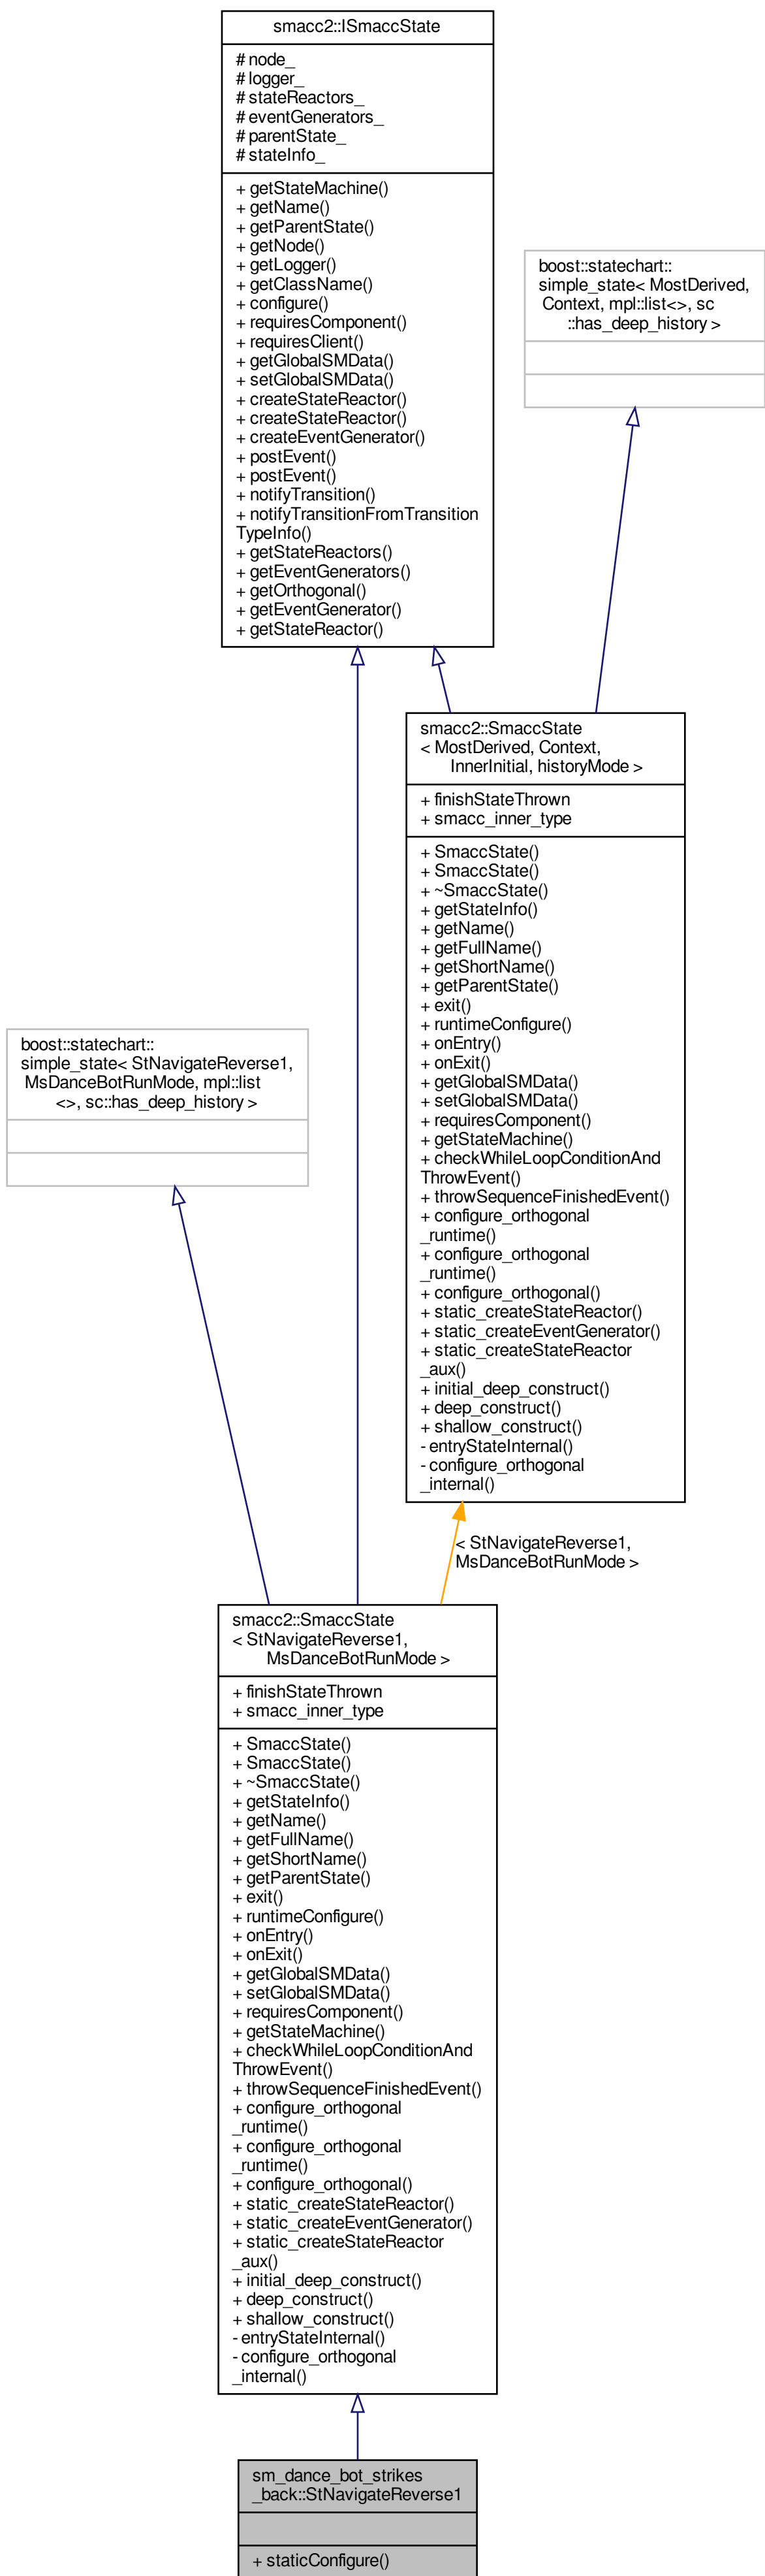 smacc2::ISmaccState
# node_
# logger_
# stateReactors_
# eventGenerators_
# parentState_
# stateInfo_
+ getStateMachine()
+ getName()
+ getParentState()
+ getNode()
+ getLogger()
+ getClassName()
+ configure()
+ requiresComponent()
+ requiresClient()
+ getGlobalSMData()
+ setGlobalSMData()
+ createStateReactor()
+ createStateReactor()
+ createEventGenerator()
+ postEvent()
+ postEvent()
+ notifyTransition()
+ notifyTransitionFromTransition
TypeInfo()
+ getStateReactors()
+ getEventGenerators()
+ getOrthogonal()
+ getEventGenerator()
+ getStateReactor()
boost::statechart::
simple_state< MostDerived,
Context, mpl::list<>, sc
::has_deep_history >
smacc2::SmaccState
< MostDerived, Context,
InnerInitial, historyMode >
+ finishStateThrown
+ smacc_inner_type
+ SmaccState()
+ SmaccState()
+ ~SmaccState()
+ getStateInfo()
+ getName()
+ getFullName()
+ getShortName()
+ getParentState()
+ exit()
+ runtimeConfigure()
+ onEntry()
+ onExit()
+ getGlobalSMData()
+ setGlobalSMData()
+ requiresComponent()
+ getStateMachine()
+ checkWhileLoopConditionAnd
ThrowEvent()
+ throwSequenceFinishedEvent()
+ configure_orthogonal
_runtime()
+ configure_orthogonal
_runtime()
+ configure_orthogonal()
+ static_createStateReactor()
+ static_createEventGenerator()
+ static_createStateReactor
_aux()
+ initial_deep_construct()
+ deep_construct()
+ shallow_construct()
- entryStateInternal()
- configure_orthogonal
_internal()
boost::statechart::
simple_state< StNavigateReverse1,
MsDanceBotRunMode, mpl::list
<>, sc::has_deep_history >
< StNavigateReverse1,
MsDanceBotRunMode >
smacc2::SmaccState
< StNavigateReverse1,
MsDanceBotRunMode >
+ finishStateThrown
+ smacc_inner_type
+ SmaccState()
+ SmaccState()
+ ~SmaccState()
+ getStateInfo()
+ getName()
+ getFullName()
+ getShortName()
+ getParentState()
+ exit()
+ runtimeConfigure()
+ onEntry()
+ onExit()
+ getGlobalSMData()
+ setGlobalSMData()
+ requiresComponent()
+ getStateMachine()
+ checkWhileLoopConditionAnd
ThrowEvent()
+ throwSequenceFinishedEvent()
+ configure_orthogonal
_runtime()
+ configure_orthogonal
_runtime()
+ configure_orthogonal()
+ static_createStateReactor()
+ static_createEventGenerator()
+ static_createStateReactor
_aux()
+ initial_deep_construct()
+ deep_construct()
+ shallow_construct()
- entryStateInternal()
- configure_orthogonal
_internal()
sm_dance_bot_strikes
_back::StNavigateReverse1
+ staticConfigure()